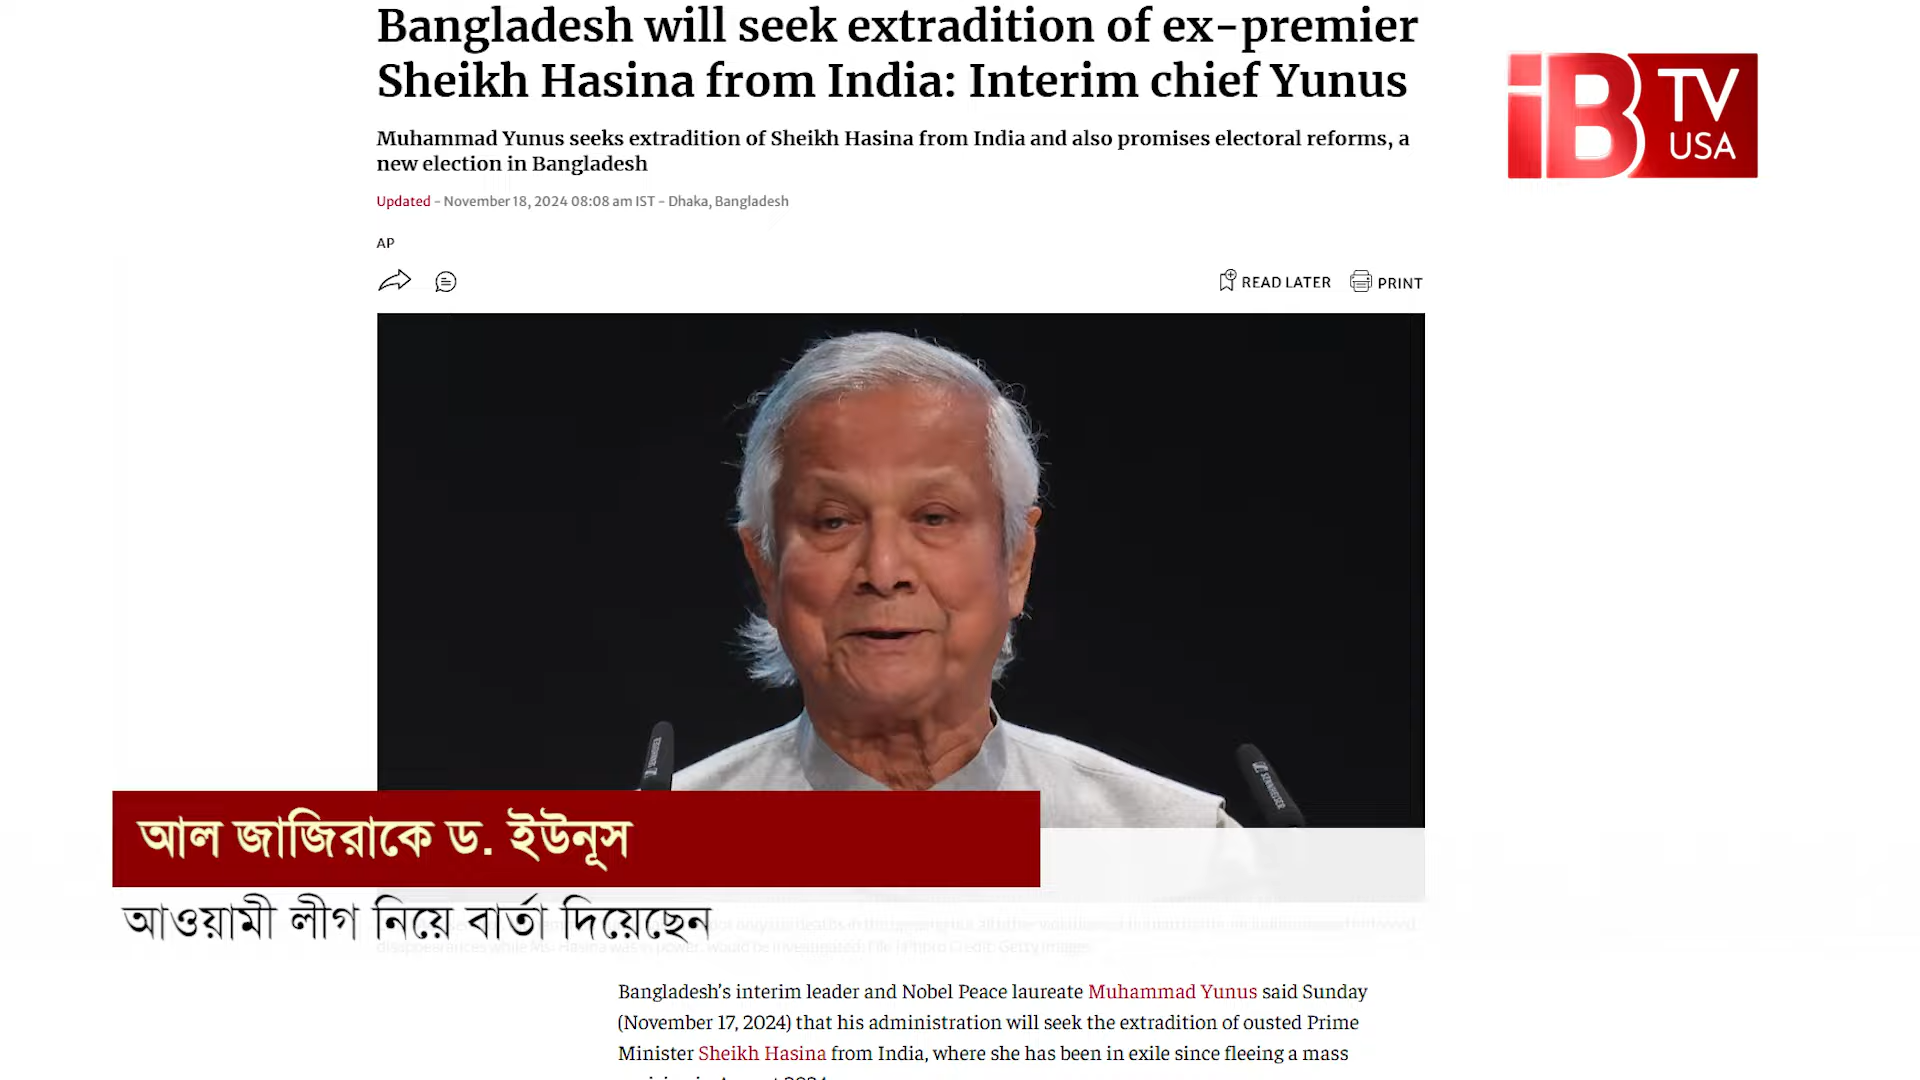 Bangladesh will seek extradition of ex-premier
Sheikh Hasina from India: Interim chief Yunus
Muhammad Yunus seeks extradition of Sheikh Hasina from India and also promises electoral reforms, a
new election in Bangladesh
Updated - November 18, 2024 08:08 am IST - Dhaka, Bangladesh
AP
READ LATER PRINT
iB TV
USA
SENNHEISER
আল জাজিরাকে ড. ইউনূস
আওয়ামী লীগ নিয়ে বার্তা দিয়েছেন
Bangladesh’s interim leader and Nobel Peace laureate Muhammad Yunus said Sunday
(November 17, 2024) that his administration will seek the extradition of ousted Prime
Minister Sheikh Hasina from India, where she has been in exile since fleeing a mass